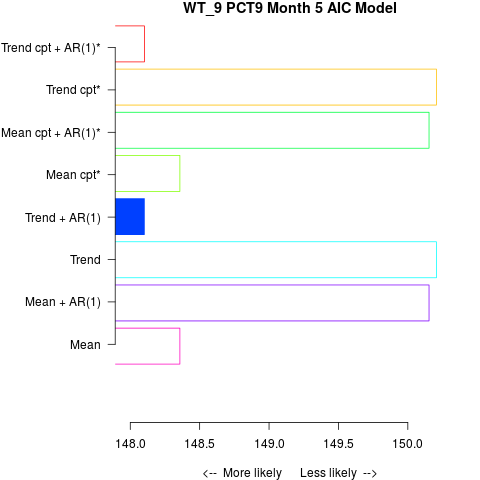 WT_9 PCT9 Month 5 AIC Model
Trend cpt + AR(1)*
Trend cpt*
Mean cpt + AR(1)*
Mean cpt*
Trend + AR(1)
Trend
Mean + AR(1)
Mean
148.0 148.5 149.0 149.5 150.0
<-- More likely Less likely -->